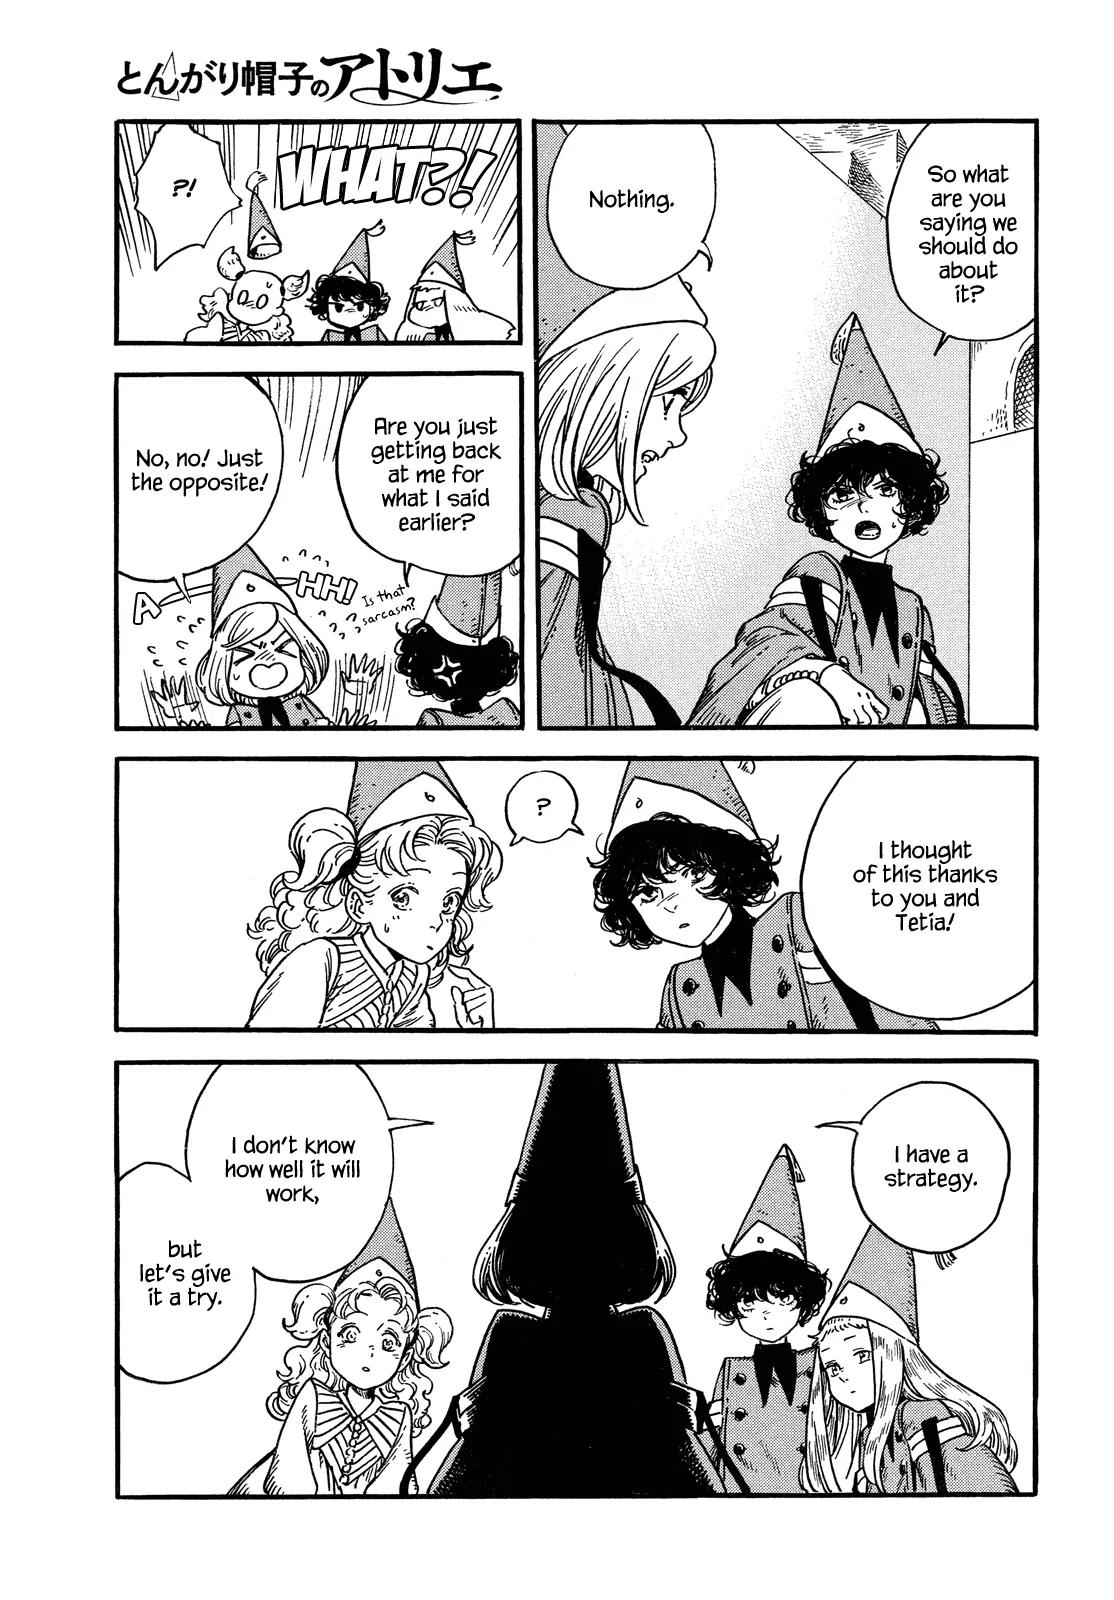 とんがり帽子のアトリエ
So what
are you
saying we
should do
about
it?
Nothing.
WHAT?!
?!
Are you just
getting back
at me for
what I said
earlier?
Is that
sarcasm?
No, no! Just
the opposite!
A—HH!
I thought
of this thanks
to you and
Tetia!
?
I have a
strategy.
I don't know
how well it will
work,
but
let's give
it a try.